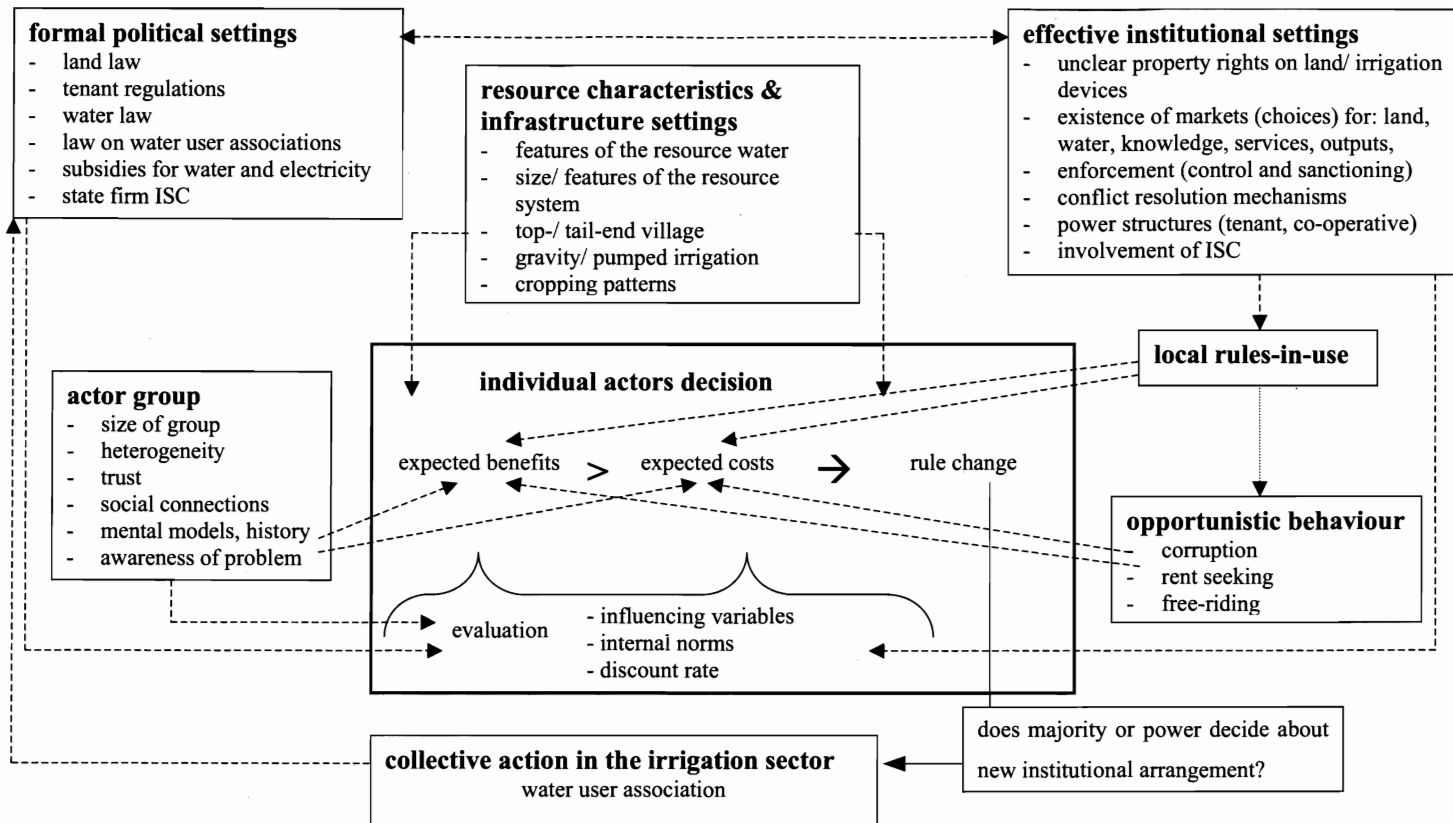 formal political settings
- land law
- tenant regulations
- water law
- law on water user associations
- subsidies for water and electricity
- state firm ISC
resource characteristics &
infrastructure settings
- features of the resource water
- size/ features of the resource
system
- top-/ tail-end village
- gravity/ pumped irrigation
- cropping patterns
effective institutional settings
- unclear property rights on land/ irrigation
devices
- existence of markets (choices) for: land,
water, knowledge, services, outputs,
- enforcement (control and sanctioning)
- conflict resolution mechanisms
- power structures (tenant, co-operative)
- involvement of ISC
local rules-in-use
actor group
- size of group
- heterogeneity
- trust
- social connections
- mental models, history
- awareness of problem
individual actors decision
expected benefits > expected costs → rule change
evaluation
- influencing variables
- internal norms
- discount rate
opportunistic behaviour
- corruption
- rent seeking
- free-riding
does majority or power decide about
new institutional arrangement?
collective action in the irrigation sector
water user association